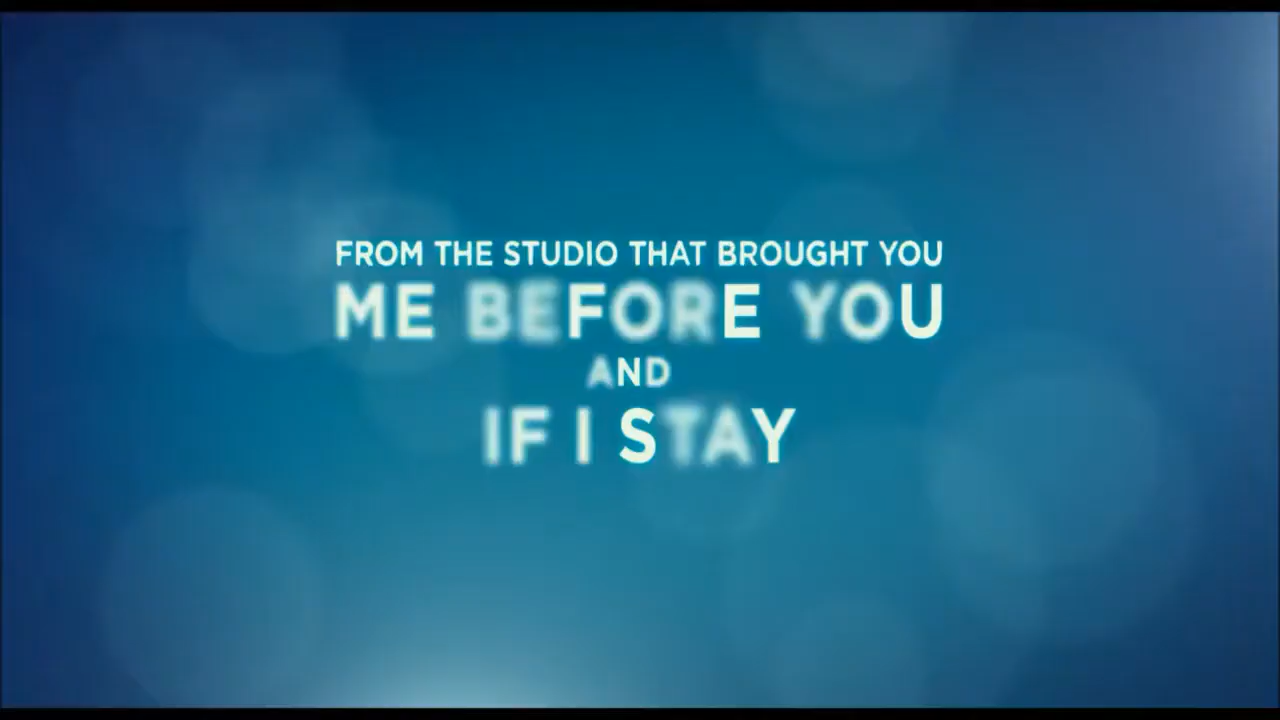 FROM THE STUDIO THAT BROUGHT YOU
ME BEFORE YOU
AND
IF I STAY